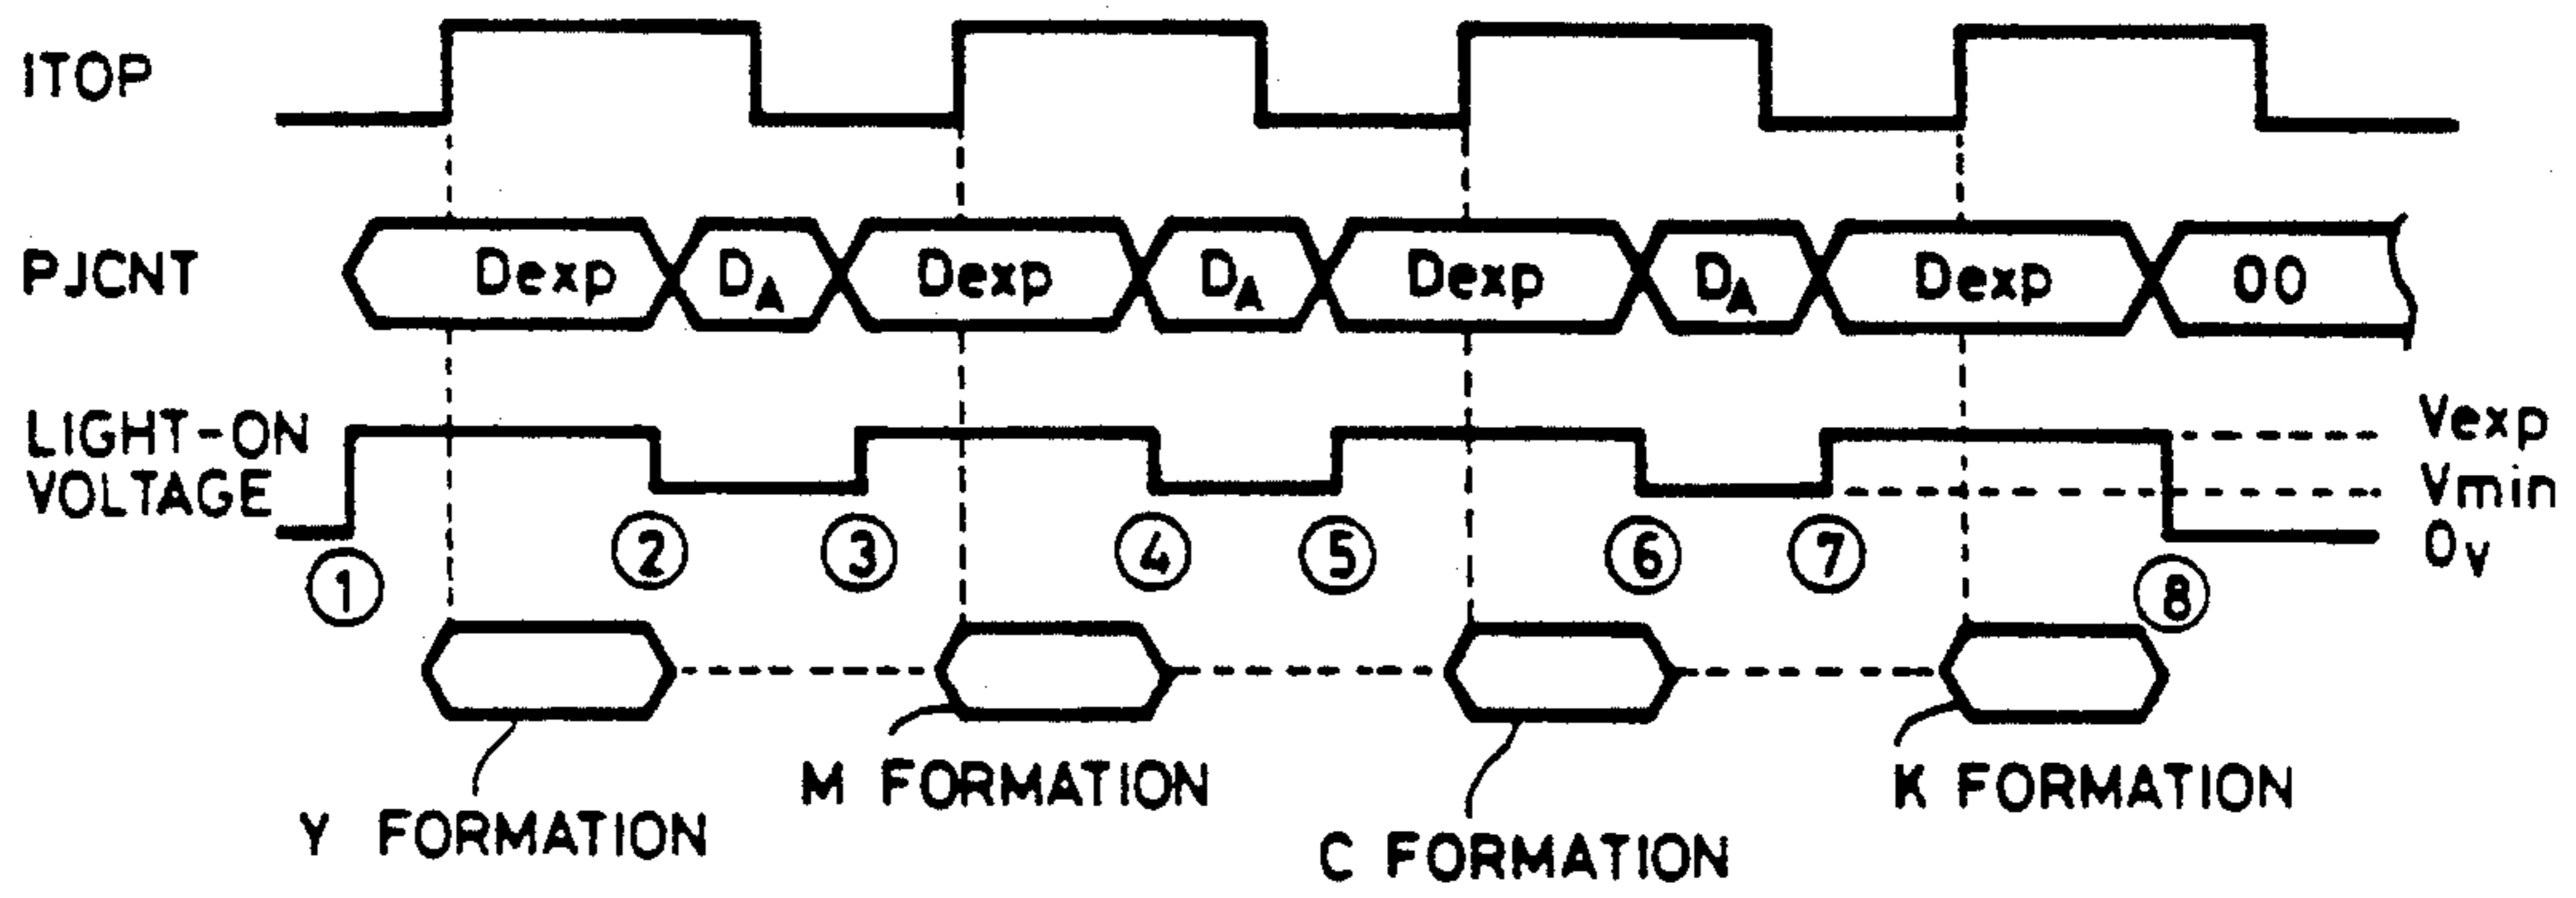 ITOP
PJCNT
Dexp DA Dexp DA Dexp DA Dexp 00
LIGHT-ON
VOLTAGE
Vexp
Vmin
0v
① ② ③ ④ ⑤ ⑥ ⑦ ⑧
Y FORMATION
M FORMATION
C FORMATION
K FORMATION